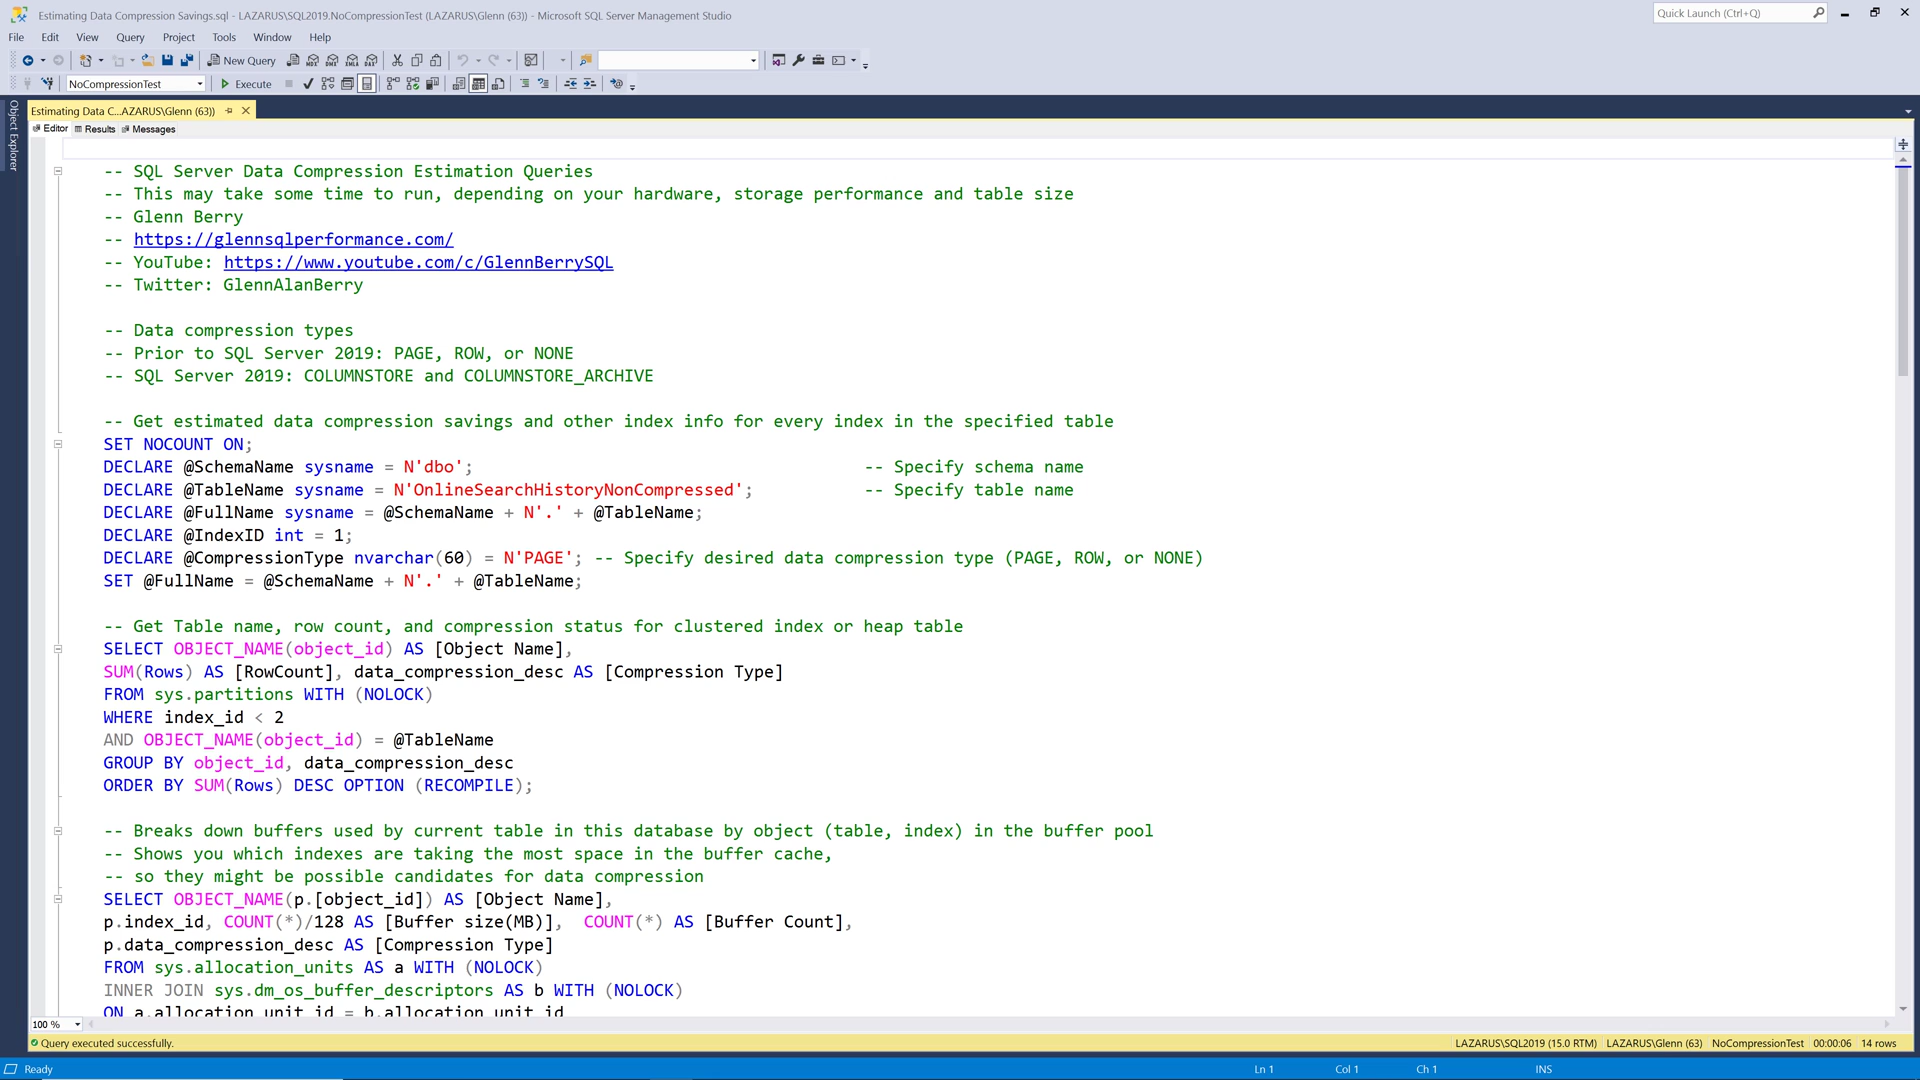 Estimating Data Compression Savings.sql - LAZARUS\SQL2019.NoCompressionTest (LAZARUS\Glenn (63)) - Microsoft SQL Server Management Studio
Quick Launch (Ctrl+Q)
File Edit View Query Project Tools Window Help
New Query
MDX DMX XMLA DAX
NoCompressionTest Execute
Object Explorer
Estimating Data C...AZARUS\Glenn (63))
Editor Results Messages
-- SQL Server Data Compression Estimation Queries
-- This may take some time to run, depending on your hardware, storage performance and table size
-- Glenn Berry
-- https://glennsqlperformance.com/
-- YouTube: https://www.youtube.com/c/GlennBerrySQL
-- Twitter: GlennAlanBerry
-- Data compression types
-- Prior to SQL Server 2019: PAGE, ROW, or NONE
-- SQL Server 2019: COLUMNSTORE and COLUMNSTORE_ARCHIVE
-- Get estimated data compression savings and other index info for every index in the specified table
SET NOCOUNT ON;
DECLARE @SchemaName sysname = N'dbo'; -- Specify schema name
DECLARE @TableName sysname = N'OnlineSearchHistoryNonCompressed'; -- Specify table name
DECLARE @FullName sysname = @SchemaName + N'.' + @TableName;
DECLARE @IndexID int = 1;
DECLARE @CompressionType nvarchar(60) = N'PAGE'; -- Specify desired data compression type (PAGE, ROW, or NONE)
SET @FullName = @SchemaName + N'.' + @TableName;
-- Get Table name, row count, and compression status for clustered index or heap table
SELECT OBJECT_NAME(object_id) AS [Object Name],
SUM(Rows) AS [RowCount], data_compression_desc AS [Compression Type]
FROM sys.partitions WITH (NOLOCK)
WHERE index_id < 2
AND OBJECT_NAME(object_id) = @TableName
GROUP BY object_id, data_compression_desc
ORDER BY SUM(Rows) DESC OPTION (RECOMPILE);
-- Breaks down buffers used by current table in this database by object (table, index) in the buffer pool
-- Shows you which indexes are taking the most space in the buffer cache,
-- so they might be possible candidates for data compression
SELECT OBJECT_NAME(p.[object_id]) AS [Object Name],
p.index_id, COUNT(*)/128 AS [Buffer size(MB)], COUNT(*) AS [Buffer Count],
p.data_compression_desc AS [Compression Type]
FROM sys.allocation_units AS a WITH (NOLOCK)
INNER JOIN sys.dm_os_buffer_descriptors AS b WITH (NOLOCK)
ON a.allocation_unit_id = b.allocation_unit_id
100 %
Query executed successfully. LAZARUS\SQL2019 (15.0 RTM) LAZARUS\Glenn (63) NoCompressionTest 00:00:06 14 rows
Ready Ln 1 Col 1 Ch 1 INS